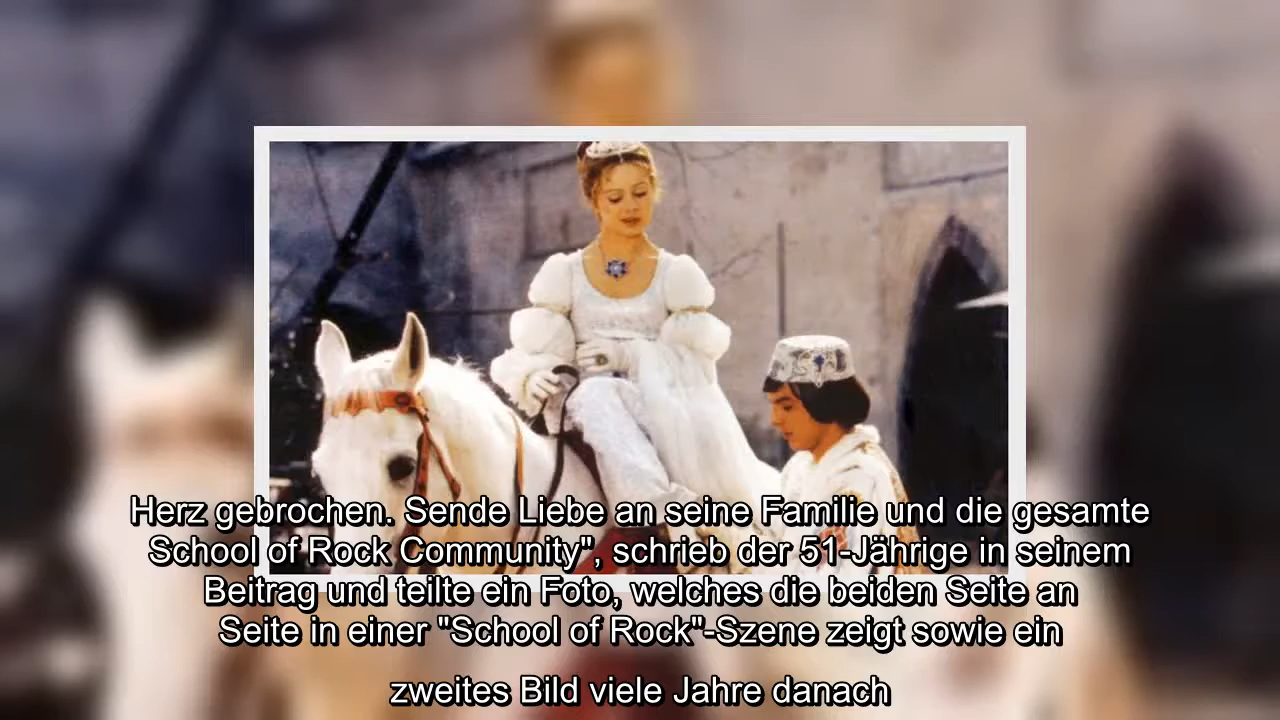 Herz gebrochen. Sende Liebe an seine Familie und die gesamte
School of Rock Community", schrieb der 51-Jährige in seinem
Beitrag und teilte ein Foto, welches die beiden Seite an
Seite in einer "School of Rock"-Szene zeigt sowie ein
zweites Bild viele Jahre danach